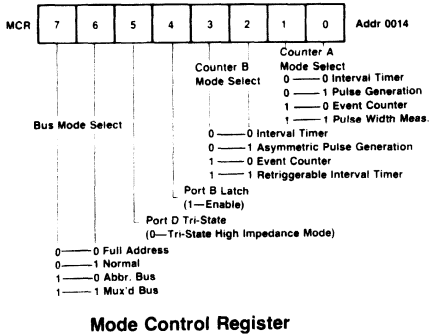 MCR 7 6 5 4 3 2 1 0 Addr 0014
Counter A
Mode Select
0 0 Interval Timer
0 1 Pulse Generation
1 0 Event Counter
1 1 Pulse Width Meas.
Counter B
Mode Select
0 0 Interval Timer
0 1 Asymmetric Pulse Generation
1 0 Event Counter
1 1 Retriggerable Interval Timer
Bus Mode Select
Port B Latch
(1—Enable)
Port D Tri-State
(0—Tri-State High Impedance Mode)
0 0 Full Address
0 1 Normal
1 0 Abbr. Bus
1 1 Mux'd Bus
Mode Control Register